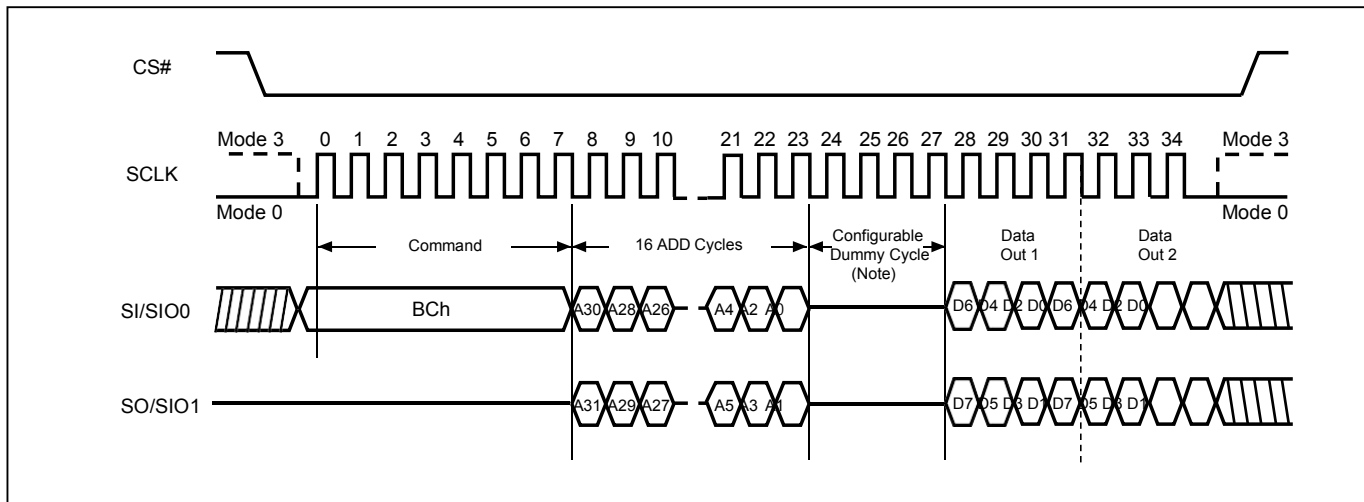 CS#
Mode 3 0 1 2 3 4 5 6 7 8 9 10 21 22 23 24 25 26 27 28 29 30 31 32 33 34 Mode 3
SCLK
Mode 0 Mode 0
Command 16 ADD Cycles Configurable Dummy Cycle (Note) Data Out 1 Data Out 2
SI/SIO0 BCh A30 A28 A26 A4 A2 A0 D6 D4 D2 D0 D6 D4 D2 D0
SO/SIO1 A31 A29 A27 A5 A3 A1 D7 D5 D3 D1 D7 D5 D3 D1